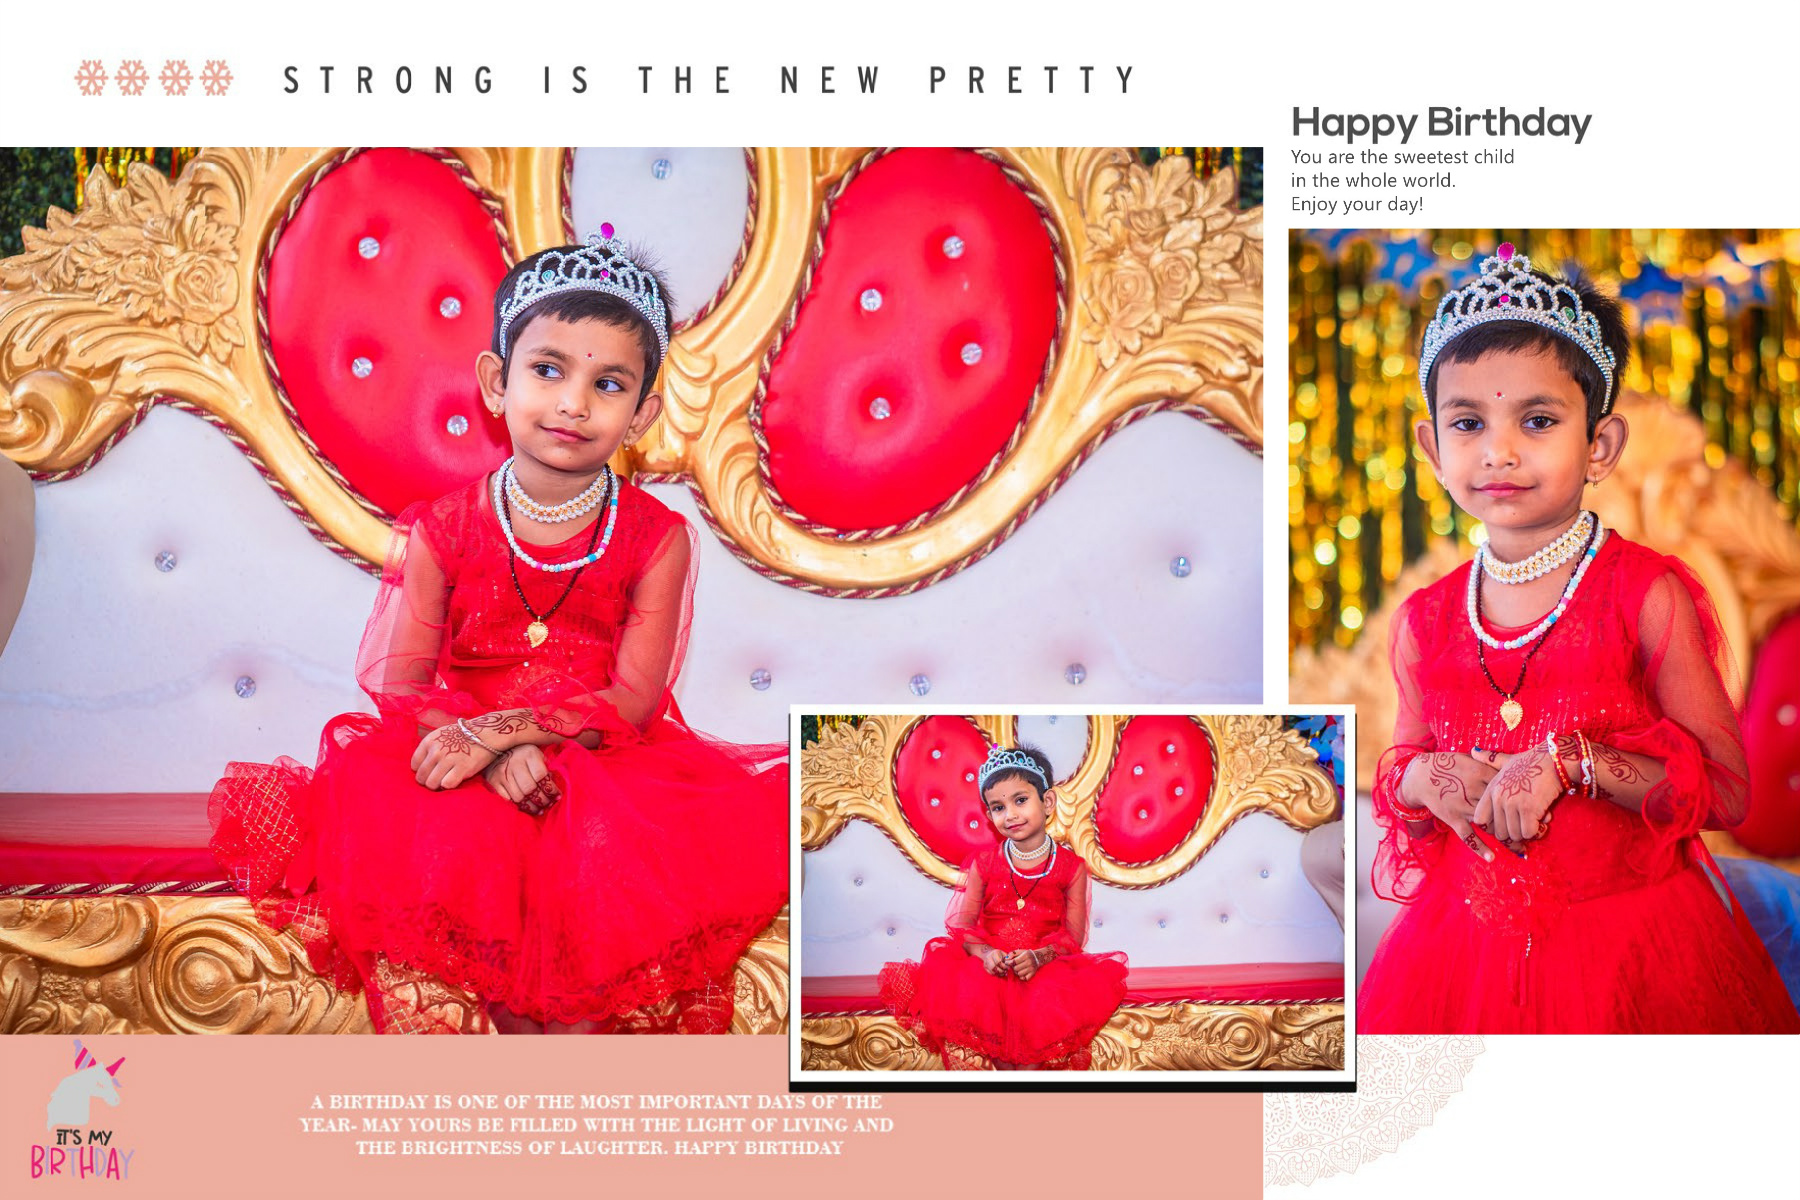 STRONG IS THE NEW PRETTY
Happy Birthday
You are the sweetest child
in the whole world.
Enjoy your day!
A BIRTHDAY IS ONE OF THE MOST IMPORTANT DAYS OF THE
YEAR- MAY YOURS BE FILLED WITH THE LIGHT OF LIVING AND
THE BRIGHTNESS OF LAUGHTER. HAPPY BIRTHDAY
IT'S MY
BIRTHDAY